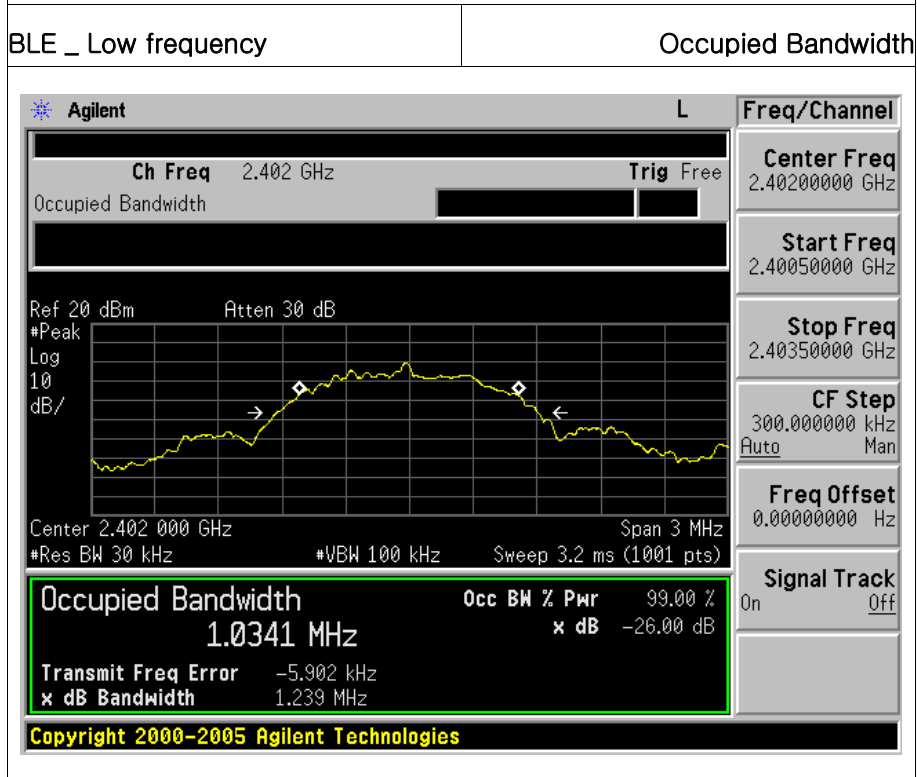 BLE _ Low frequency
Occupied Bandwidth
Agilent
L
Freq/Channel
Ch Freq 2.402 GHz
Trig Free
Occupied Bandwidth
Center Freq
2.40200000 GHz
Start Freq
2.40050000 GHz
Stop Freq
2.40350000 GHz
CF Step
300.000000 kHz
Auto Man
Freq Offset
0.00000000 Hz
Signal Track
On Off
Ref 20 dBm
Atten 30 dB
#Peak
Log
10
dB/
Center 2.402 000 GHz
Span 3 MHz
#Res BW 30 kHz
#VBW 100 kHz
Sweep 3.2 ms (1001 pts)
Occupied Bandwidth
1.0341 MHz
Occ BW % Pwr 99.00 %
x dB -26.00 dB
Transmit Freq Error -5.902 kHz
x dB Bandwidth 1.239 MHz
Copyright 2000-2005 Agilent Technologies